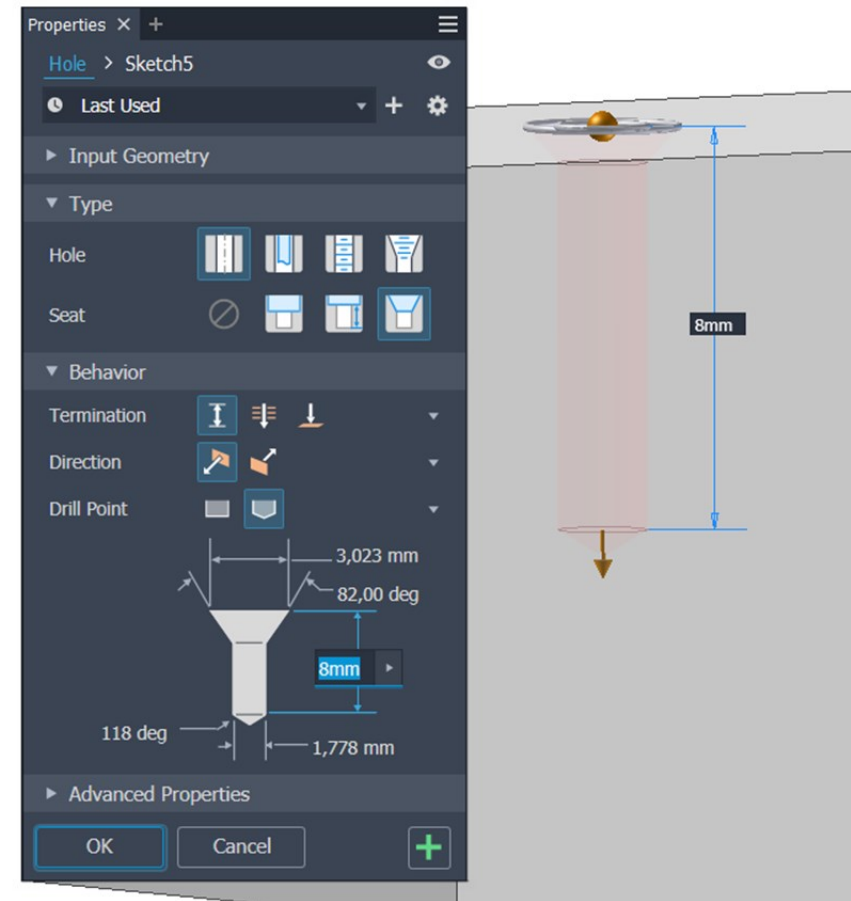 Properties
Hole > Sketch5
Last Used
Input Geometry
Type
Hole
Seat
Behavior
Termination
Direction
Drill Point
3,023 mm
82,00 deg
8mm
118 deg
1,778 mm
Advanced Properties
OK Cancel
8mm